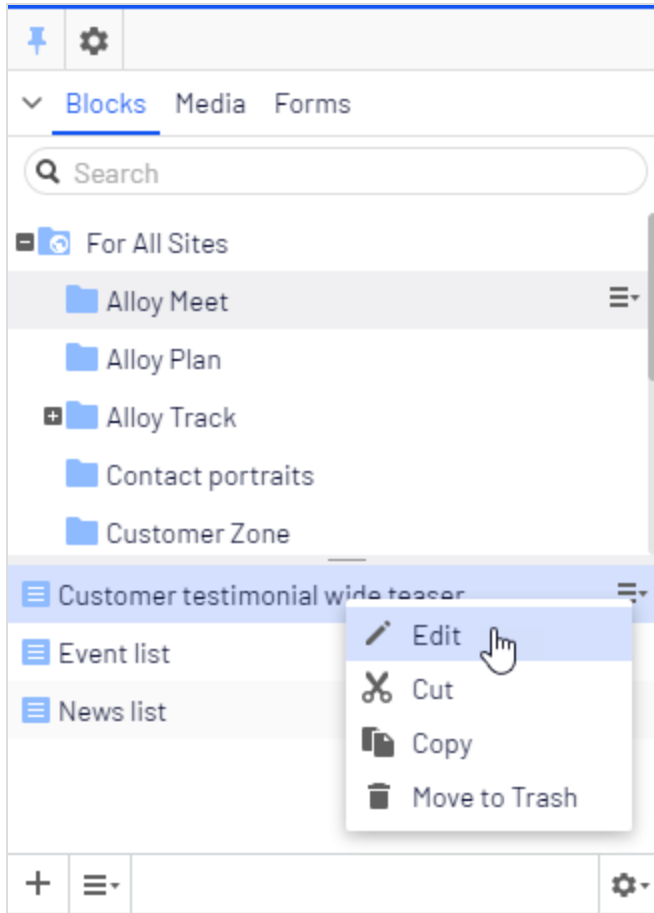 Blocks Media Forms
Search
For All Sites
Alloy Meet
Alloy Plan
Alloy Track
Contact portraits
Customer Zone
Customer testimonial wide teaser
Edit
Event list
Cut
News list
Copy
Move to Trash